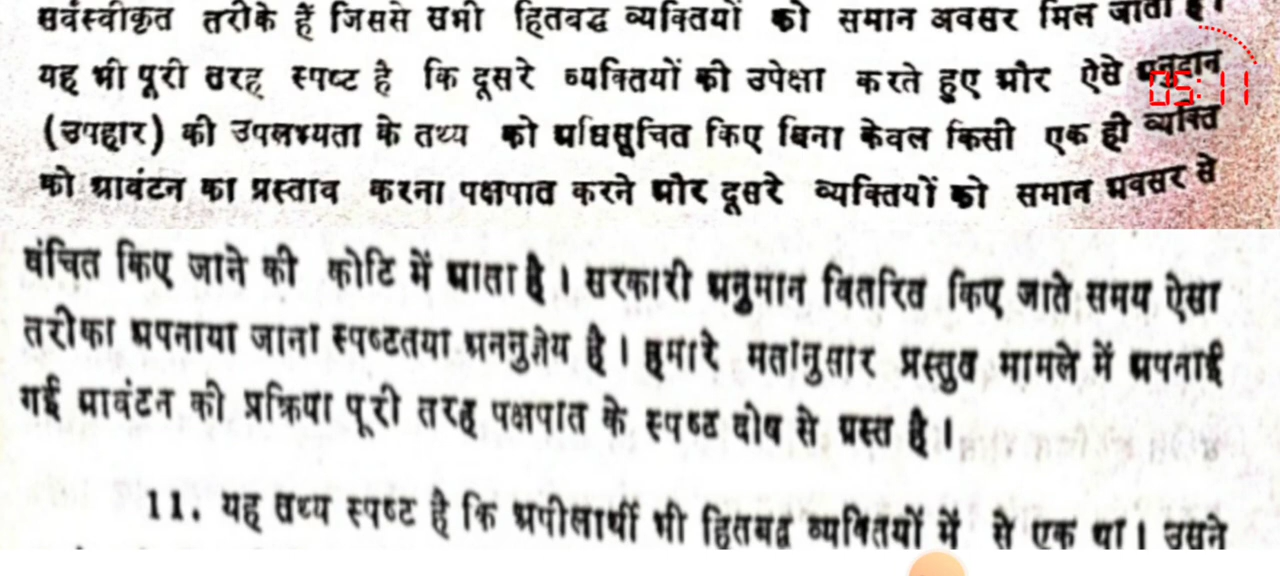 सर्वस्वीकृत तरीके हैं जिससे सभी हितबद्ध व्यक्तियों को समान अवसर मिल जाता है।
यह भी पूरी तरह स्पष्ट है कि दूसरे व्यक्तियों की उपेक्षा करते हुए और ऐसे अनुदान
05:11
(उपहार) की उपलभ्यता के तथ्य को अधिसूचित किए बिना केवल किसी एक ही व्यक्ति
को आवंटन का प्रस्ताव करना पक्षपात करने और दूसरे व्यक्तियों को समान अवसर से
वंचित किए जाने की कोटि में आता है। सरकारी अनुमान वितरित किए जाते समय ऐसा
तरीका अपनाया जाना स्पष्टतया अननुज्ञेय है। हमारे मतानुसार प्रस्तुत मामले में अपनाई
गई आवंटन की प्रक्रिया पूरी तरह पक्षपात के स्पष्ट दोष से ग्रस्त है।
11. यह तथ्य स्पष्ट है कि अपीलार्थी भी हितबद्ध व्यक्तियों में से एक था। उसने